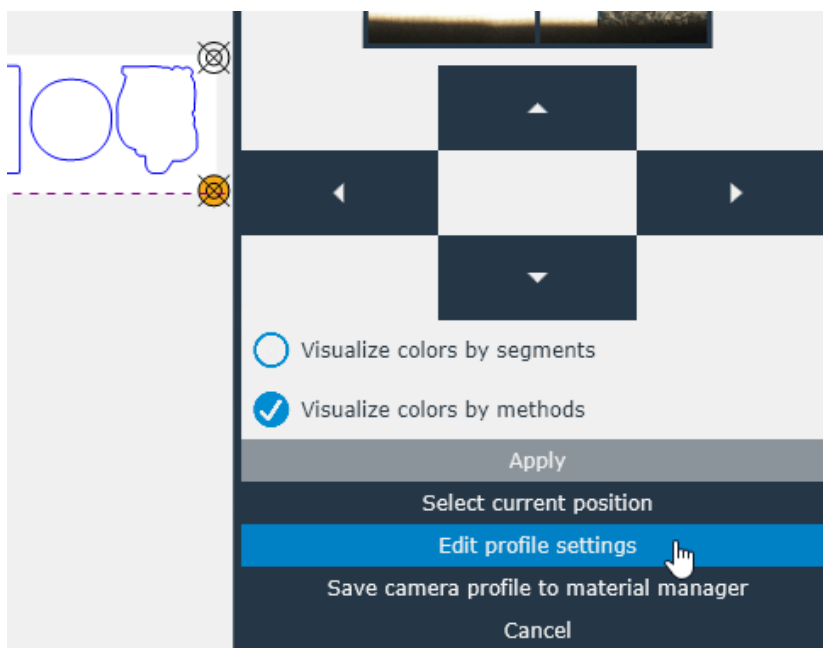 Visualize colors by segments
Visualize colors by methods
Apply
Select current position
Edit profile settings
Save camera profile to material manager
Cancel